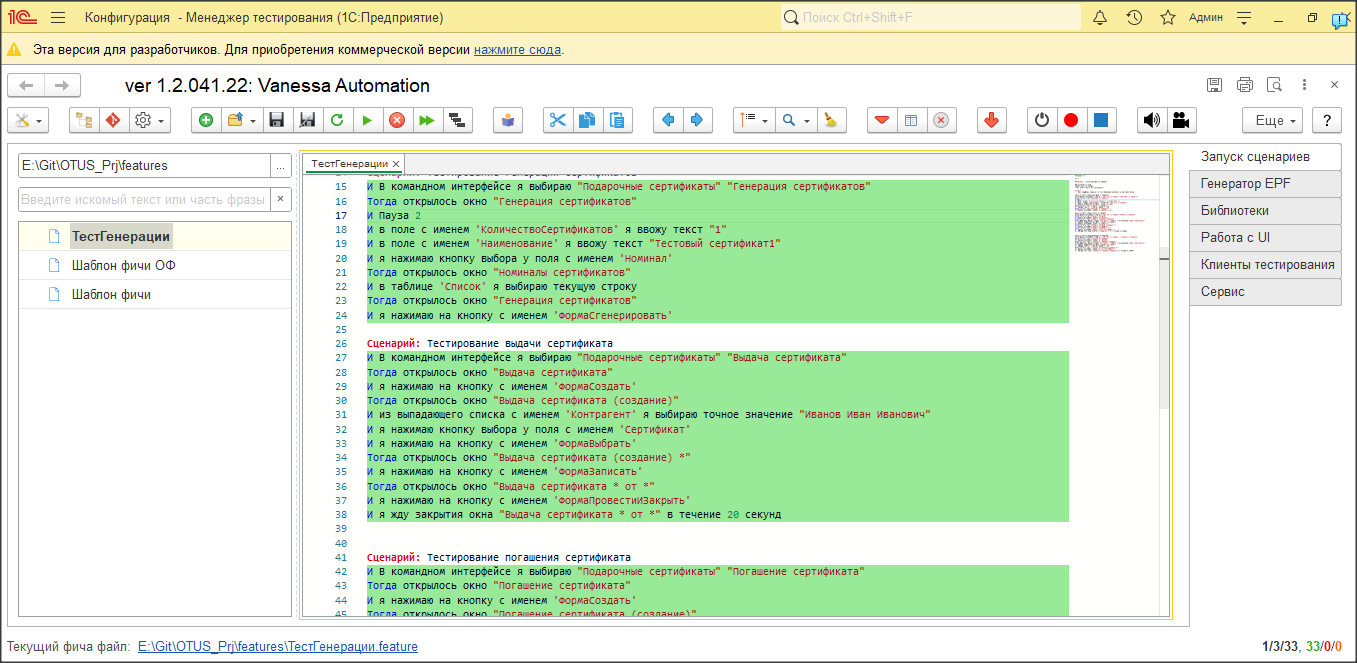 1С Конфигурация - Менеджер тестирования (1С:Предприятие) Поиск Ctrl+Shift+F Админ
Эта версия для разработчиков. Для приобретения коммерческой версии нажмите сюда.
ver 1.2.041.22: Vanessa Automation
Еще ?
E:\Git\OTUS_Prj\features ...
Введите искомый текст или часть фразы ×
ТестГенерации
Шаблон фичи ОФ
Шаблон фичи
ТестГенерации ×
15 И В командном интерфейсе я выбираю "Подарочные сертификаты" "Генерация сертификатов"
16 Тогда открылось окно "Генерация сертификатов"
17 И Пауза 2
18 И в поле с именем 'КоличествоСертификатов' я ввожу текст "1"
19 И в поле с именем 'Наименование' я ввожу текст "Тестовый сертификат1"
20 И я нажимаю кнопку выбора у поля с именем 'Номинал'
21 Тогда открылось окно "Номиналы сертификатов"
22 И в таблице 'Список' я выбираю текущую строку
23 Тогда открылось окно "Генерация сертификатов"
24 И я нажимаю на кнопку с именем 'ФормаСгенерировать'
25
26 Сценарий: Тестирование выдачи сертификата
27 И В командном интерфейсе я выбираю "Подарочные сертификаты" "Выдача сертификата"
28 Тогда открылось окно "Выдача сертификата"
29 И я нажимаю на кнопку с именем 'ФормаСоздать'
30 Тогда открылось окно "Выдача сертификата (создание)"
31 И из выпадающего списка с именем 'Контрагент' я выбираю точное значение "Иванов Иван Иванович"
32 И я нажимаю кнопку выбора у поля с именем 'Сертификат'
33 И я нажимаю на кнопку с именем 'ФормаВыбрать'
34 Тогда открылось окно "Выдача сертификата (создание) *"
35 И я нажимаю на кнопку с именем 'ФормаЗаписать'
36 Тогда открылось окно "Выдача сертификата * от *"
37 И я нажимаю на кнопку с именем 'ФормаПровестиИЗакрыть'
38 И я жду закрытия окна "Выдача сертификата * от *" в течение 20 секунд
39
40
41 Сценарий: Тестирование погашения сертификата
42 И В командном интерфейсе я выбираю "Подарочные сертификаты" "Погашение сертификата"
43 Тогда открылось окно "Погашение сертификата"
44 И я нажимаю на кнопку с именем 'ФормаСоздать'
45 Тогда открылось окно "Погашение сертификата (создание)"
Запуск сценариев
Генератор EPF
Библиотеки
Работа с UI
Клиенты тестирования
Сервис
Текущий фича файл: E:\Git\OTUS_Prj\features\ТестГенерации.feature
1/3/33, 33/0/0